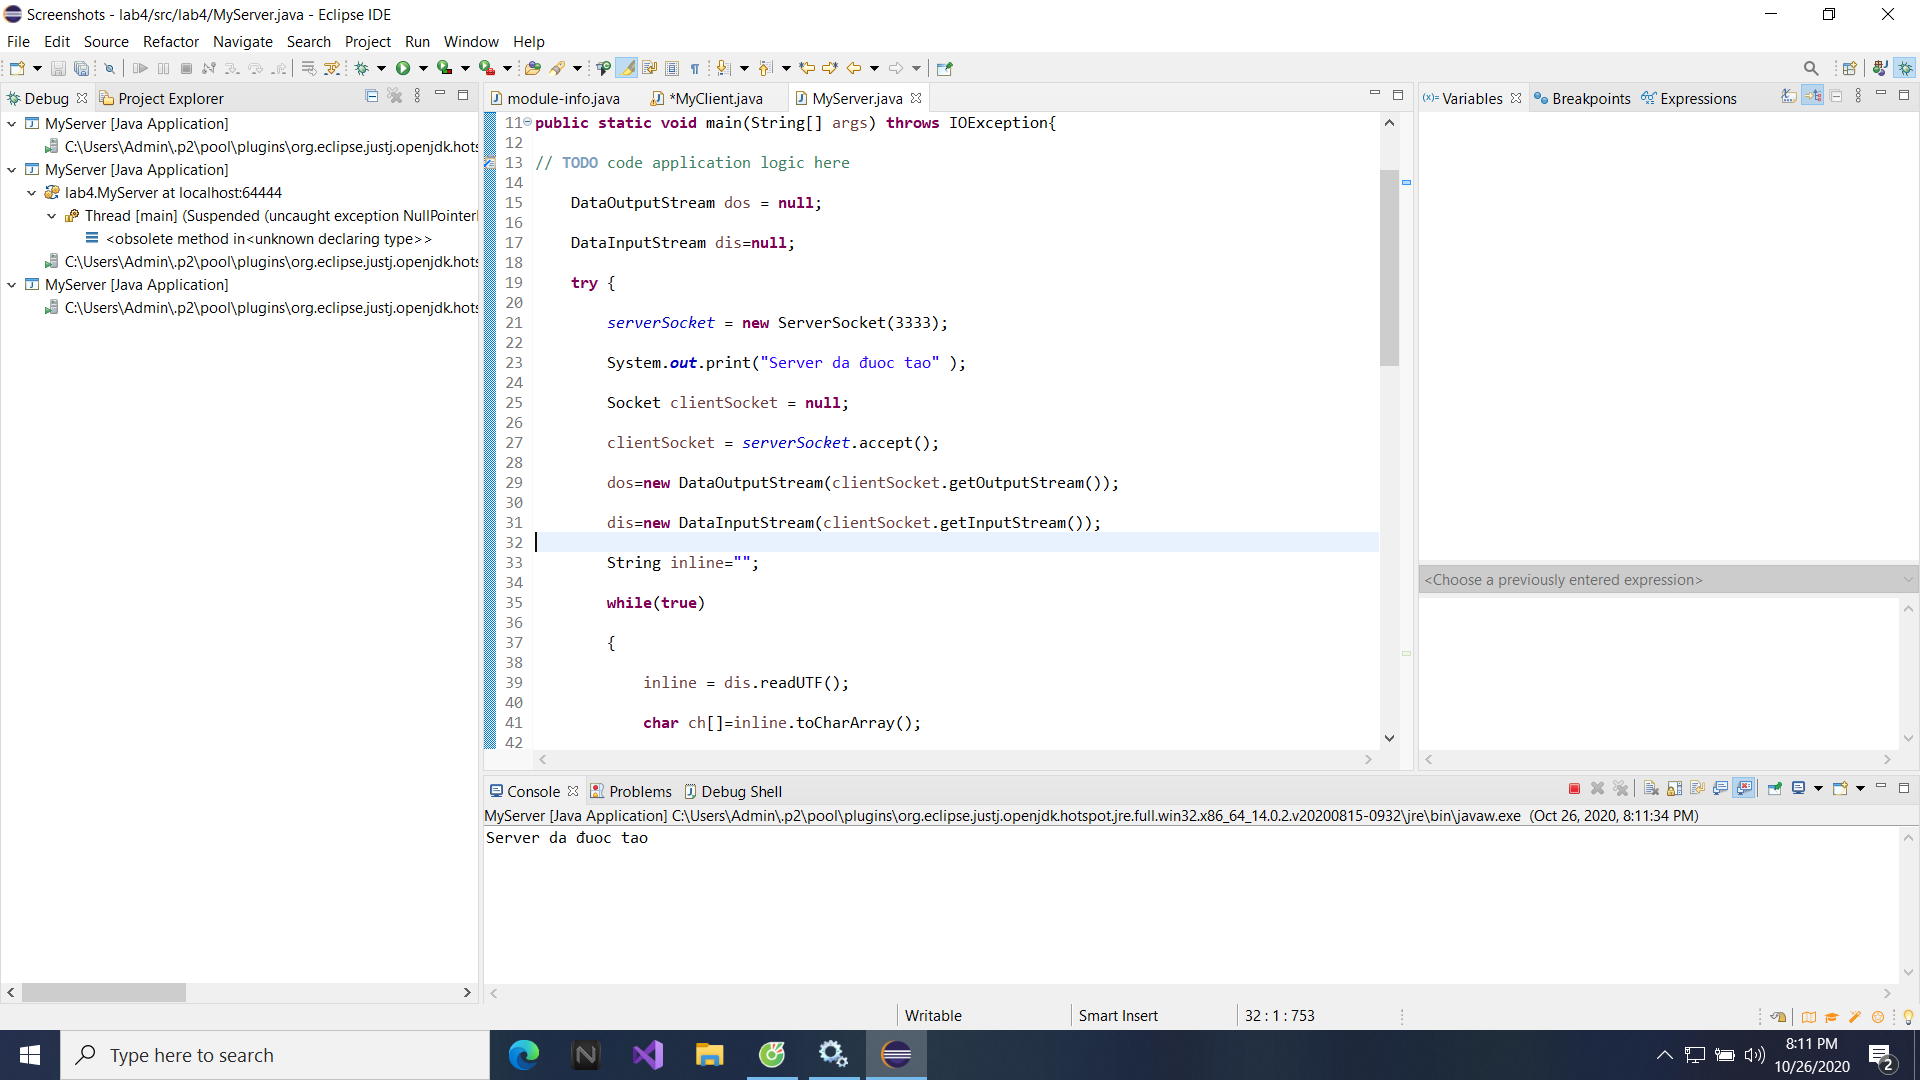 Screenshots - lab4/src/lab4/MyServer.java - Eclipse IDE
File Edit Source Refactor Navigate Search Project Run Window Help
Debug Project Explorer
MyServer [Java Application]
C:\Users\Admin\.p2\pool\plugins\org.eclipse.justj.openjdk.hots
MyServer [Java Application]
lab4.MyServer at localhost:64444
Thread [main] (Suspended (uncaught exception NullPointerI
<obsolete method in<unknown declaring type>>
C:\Users\Admin\.p2\pool\plugins\org.eclipse.justj.openjdk.hots
MyServer [Java Application]
C:\Users\Admin\.p2\pool\plugins\org.eclipse.justj.openjdk.hots
module-info.java *MyClient.java MyServer.java
11 public static void main(String[] args) throws IOException{
12
13 // TODO code application logic here
14
15 DataOutputStream dos = null;
16
17 DataInputStream dis=null;
18
19 try {
20
21 serverSocket = new ServerSocket(3333);
22
23 System.out.print("Server da đuoc tao" );
24
25 Socket clientSocket = null;
26
27 clientSocket = serverSocket.accept();
28
29 dos=new DataOutputStream(clientSocket.getOutputStream());
30
31 dis=new DataInputStream(clientSocket.getInputStream());
32
33 String inline="";
34
35 while(true)
36
37 {
38
39 inline = dis.readUTF();
40
41 char ch[]=inline.toCharArray();
42
(x)= Variables Breakpoints Expressions
<Choose a previously entered expression>
Console Problems Debug Shell
MyServer [Java Application] C:\Users\Admin\.p2\pool\plugins\org.eclipse.justj.openjdk.hotspot.jre.full.win32.x86_64_14.0.2.v20200815-0932\jre\bin\javaw.exe (Oct 26, 2020, 8:11:34 PM)
Server da đuoc tao
Writable Smart Insert 32 : 1 : 753
Type here to search
8:11 PM
10/26/2020
2